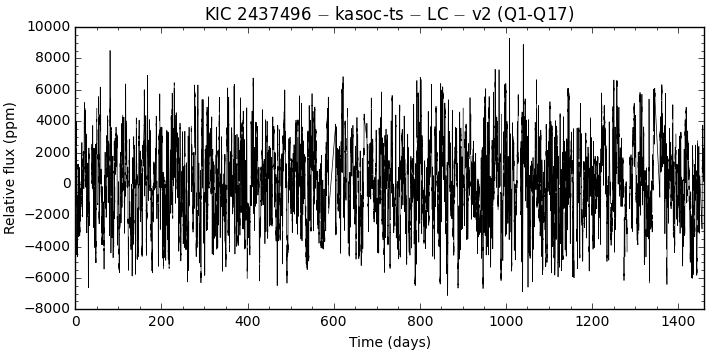 KIC 2437496 − kasoc-ts − LC − v2 (Q1-Q17)
10000
8000
6000
4000
2000
0
−2000
−4000
−6000
−8000
Relative flux (ppm)
0 200 400 600 800 1000 1200 1400
Time (days)